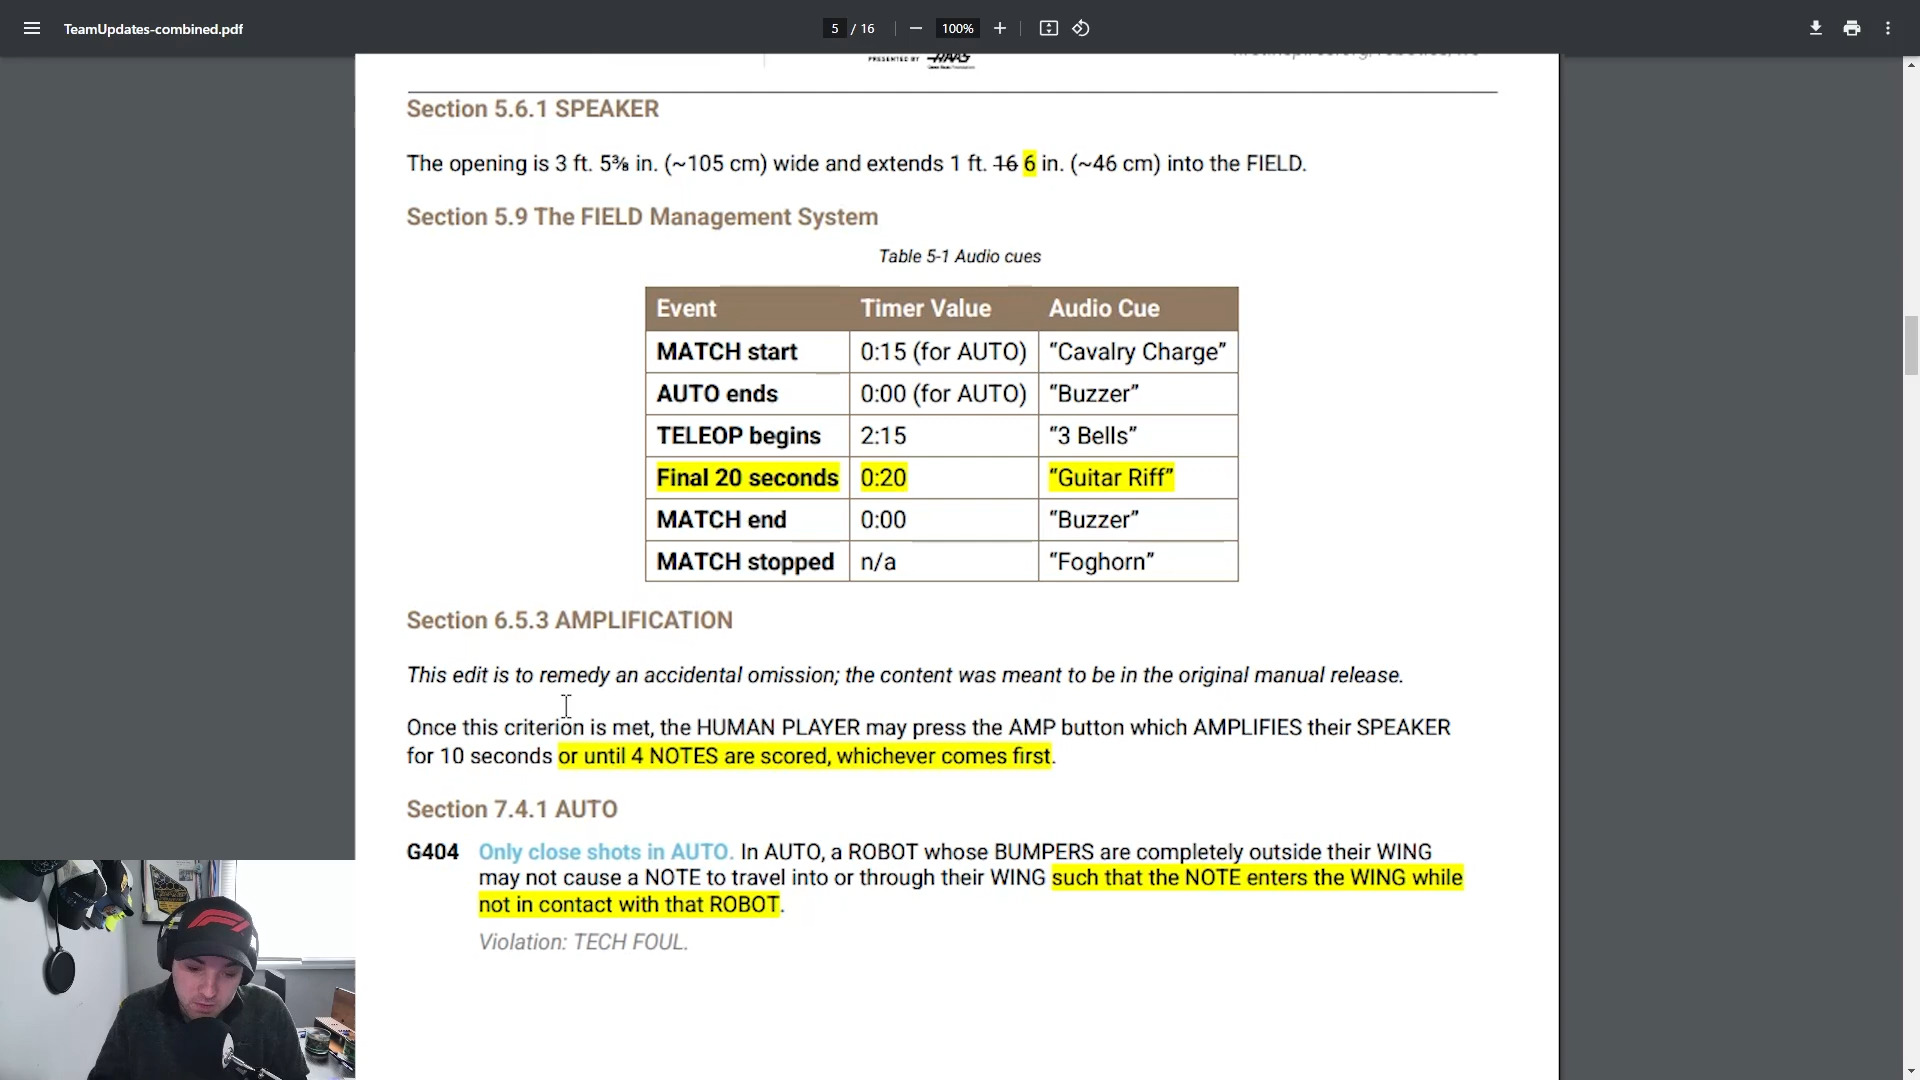 TeamUpdates-combined.pdf
5 / 16
100%
PRESENTED BY HAAS
Section 5.6.1 SPEAKER
The opening is 3 ft. 5⅜ in. (~105 cm) wide and extends 1 ft. 16 6 in. (~46 cm) into the FIELD.
Section 5.9 The FIELD Management System
Table 5-1 Audio cues
Event Timer Value Audio Cue
MATCH start 0:15 (for AUTO) “Cavalry Charge”
AUTO ends 0:00 (for AUTO) “Buzzer”
TELEOP begins 2:15 “3 Bells”
Final 20 seconds 0:20 “Guitar Riff”
MATCH end 0:00 “Buzzer”
MATCH stopped n/a “Foghorn”
Section 6.5.3 AMPLIFICATION
This edit is to remedy an accidental omission; the content was meant to be in the original manual release.
Once this criterion is met, the HUMAN PLAYER may press the AMP button which AMPLIFIES their SPEAKER
for 10 seconds or until 4 NOTES are scored, whichever comes first.
Section 7.4.1 AUTO
G404 Only close shots in AUTO. In AUTO, a ROBOT whose BUMPERS are completely outside their WING
may not cause a NOTE to travel into or through their WING such that the NOTE enters the WING while
not in contact with that ROBOT.
Violation: TECH FOUL.